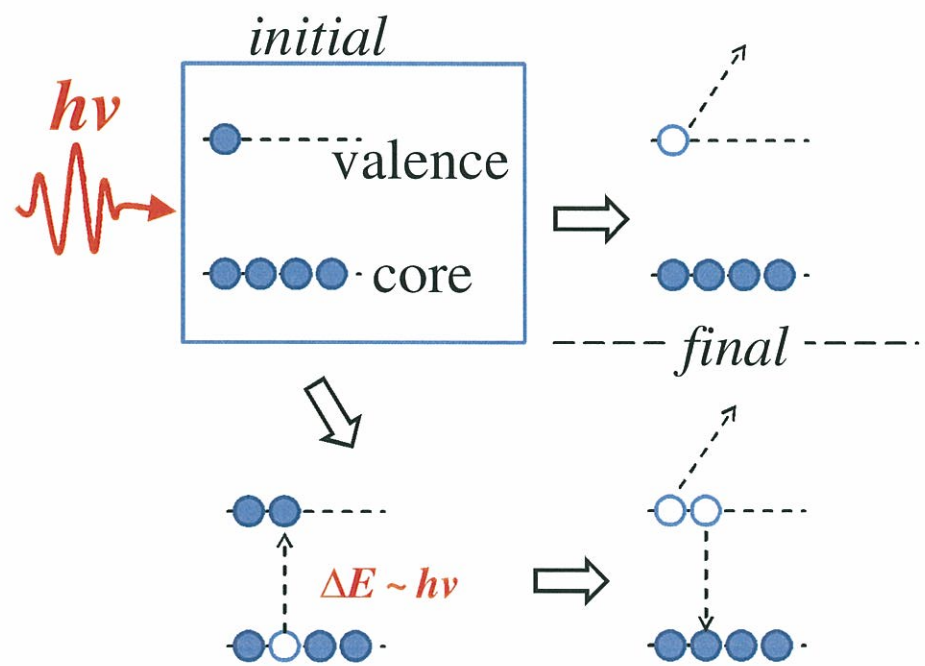 initial
hν
valence
core
final
ΔE ~ hν